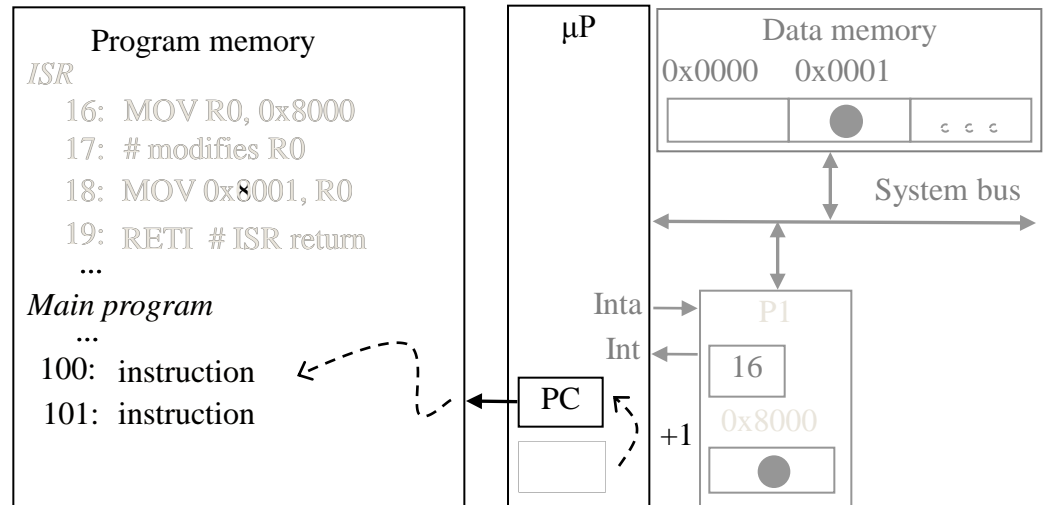 Program memory
ISR
16: MOV R0, 0x8000
17: # modifies R0
18: MOV 0x8001, R0
19: RETI # ISR return
...
Main program
...
100: instruction
101: instruction
μP
PC
+1
Data memory
0x0000 0x0001
System bus
Inta
Int
P1
16
0x8000